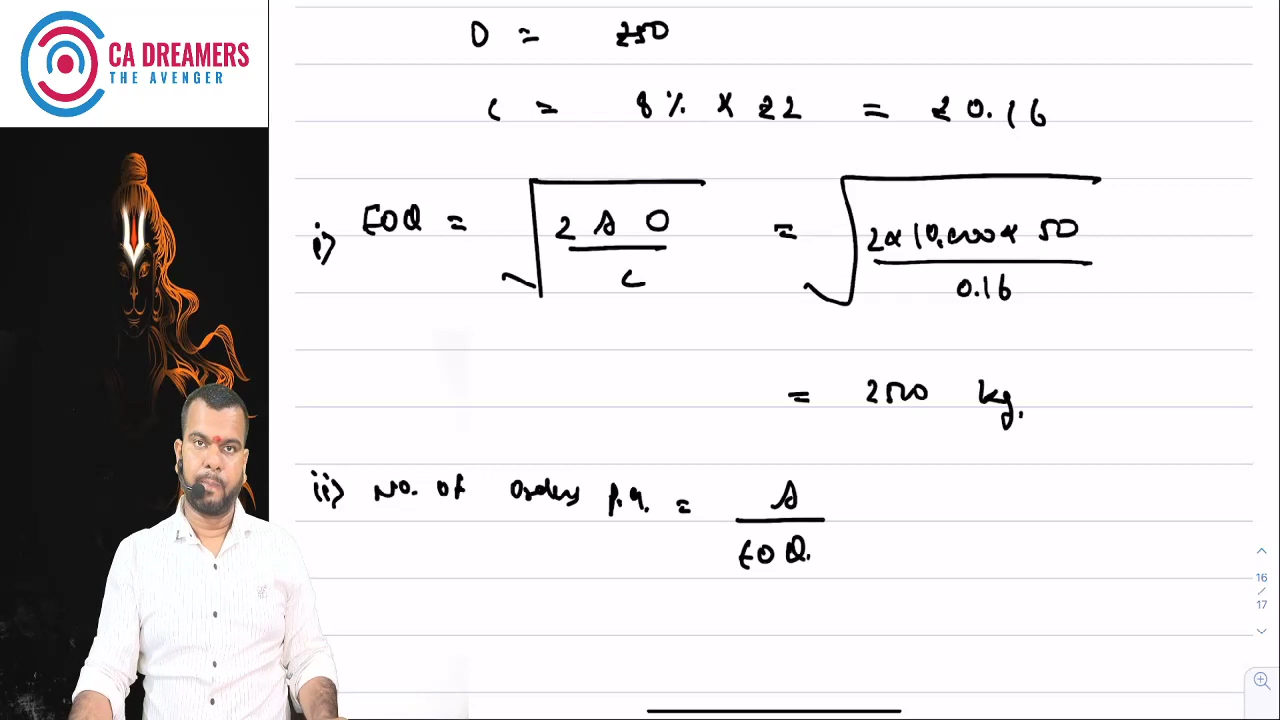 CA DREAMERS
THE AVENGER
O = ₹50
C = 8% × ₹2 = ₹0.16
i) EOQ = √ 2 A O / C = √ 2 × 10,000 × 50 / 0.16
= 2500 kg.
ii) No. of Orders p.a. = A / EOQ.
16
/
17